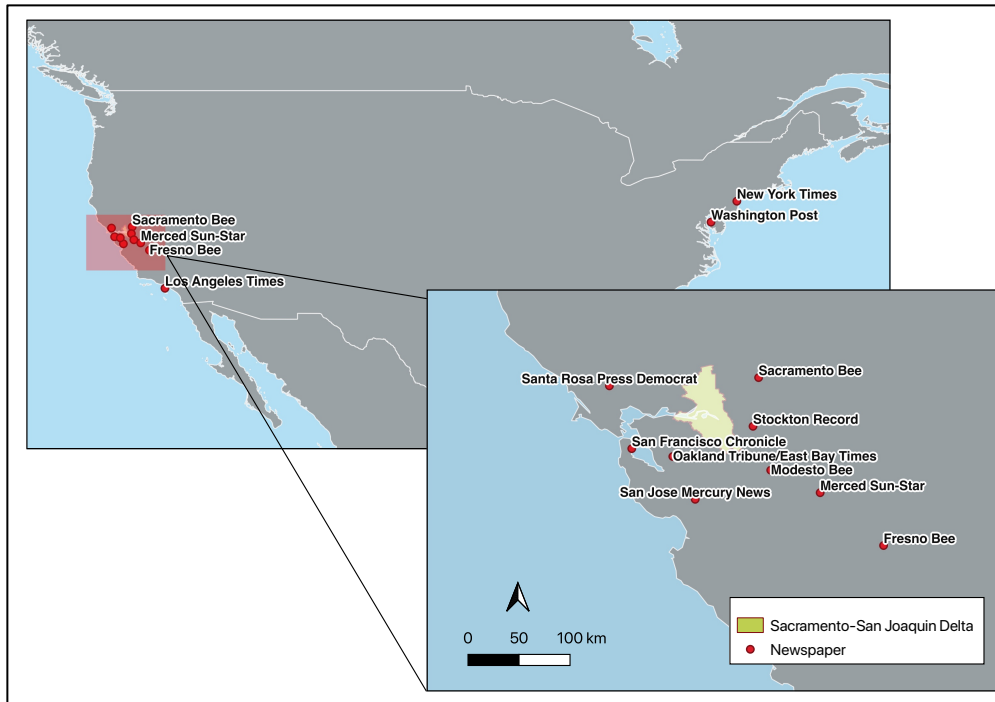 New York Times
Washington Post
Sacramento Bee
Merced Sun-Star
Fresno Bee
Los Angeles Times
Sacramento Bee
Santa Rosa Press Democrat
Stockton Record
San Francisco Chronicle
Oakland Tribune/East Bay Times
Modesto Bee
San Jose Mercury News
Merced Sun-Star
Fresno Bee
0 50 100 km
Sacramento-San Joaquin Delta
Newspaper